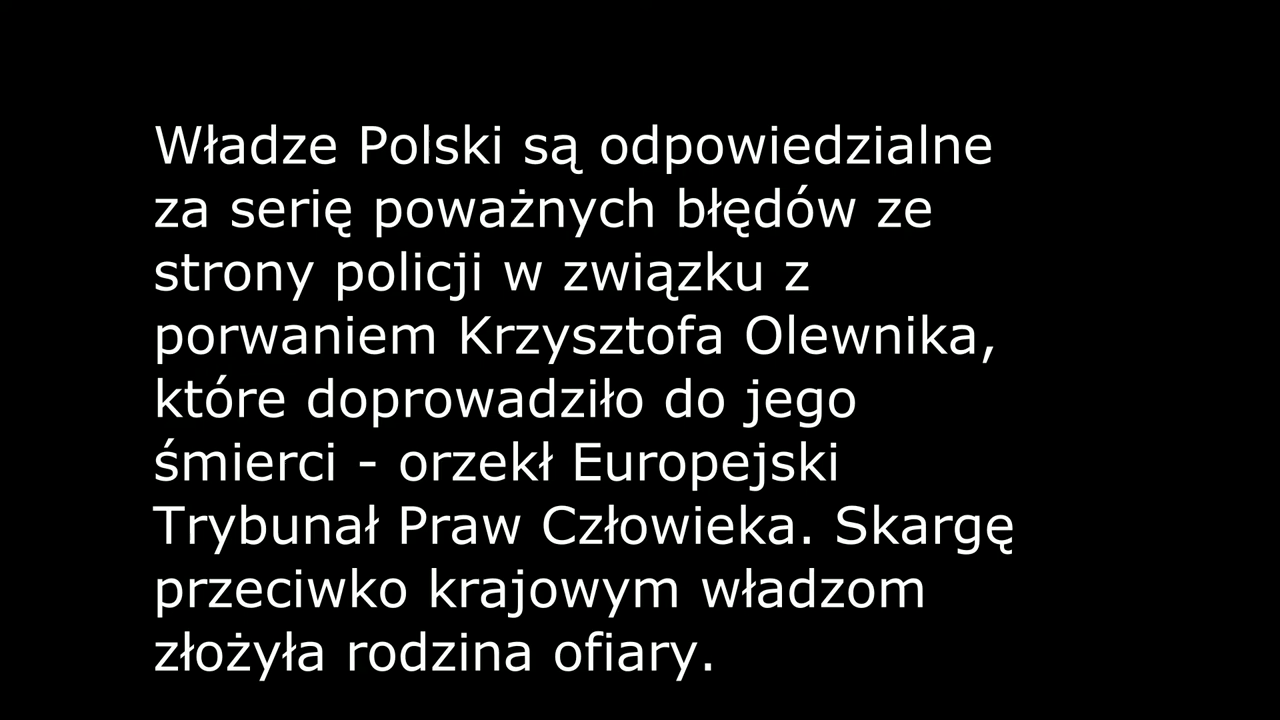 Władze Polski są odpowiedzialne
za serię poważnych błędów ze
strony policji w związku z
porwaniem Krzysztofa Olewnika,
które doprowadziło do jego
śmierci - orzekł Europejski
Trybunał Praw Człowieka. Skargę
przeciwko krajowym władzom
złożyła rodzina ofiary.